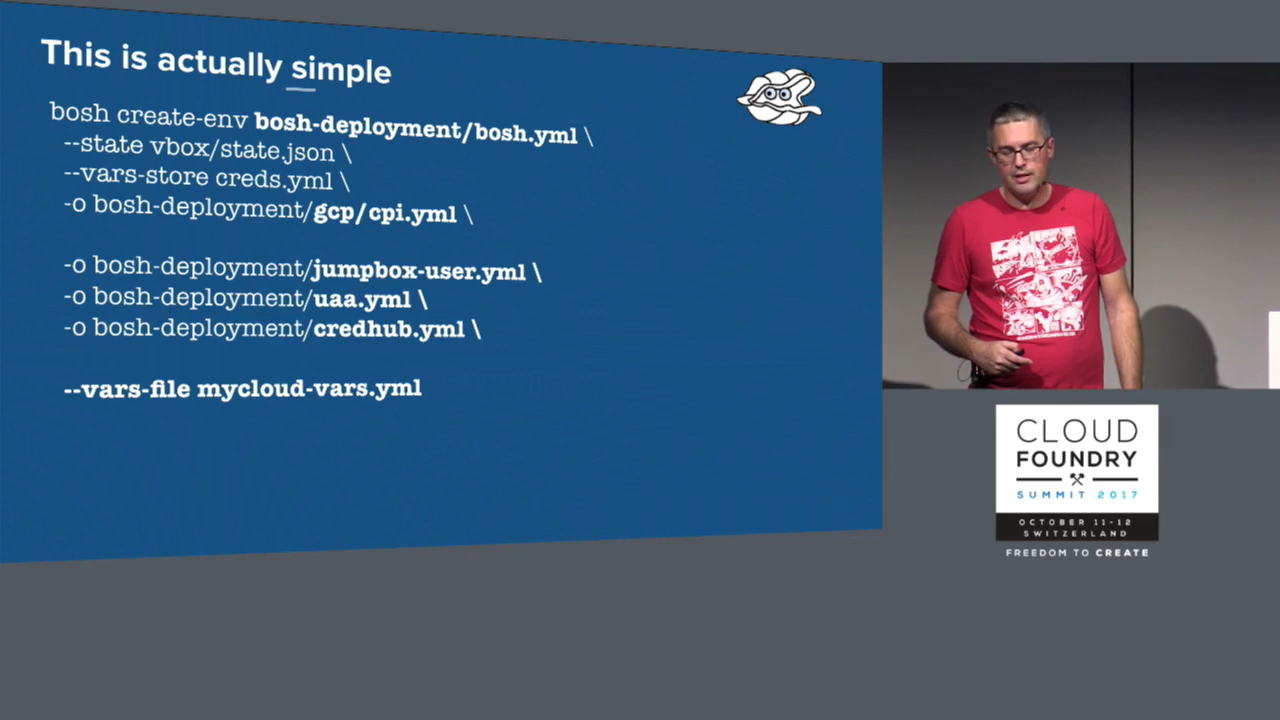 This is actually simple
bosh create-env bosh-deployment/bosh.yml \
--state vbox/state.json \
--vars-store creds.yml \
-o bosh-deployment/gcp/cpi.yml \
-o bosh-deployment/jumpbox-user.yml \
-o bosh-deployment/uaa.yml \
-o bosh-deployment/credhub.yml \
--vars-file mycloud-vars.yml
CLOUD
FOUNDRY
SUMMIT 2017
OCTOBER 11-12
SWITZERLAND
FREEDOM TO CREATE